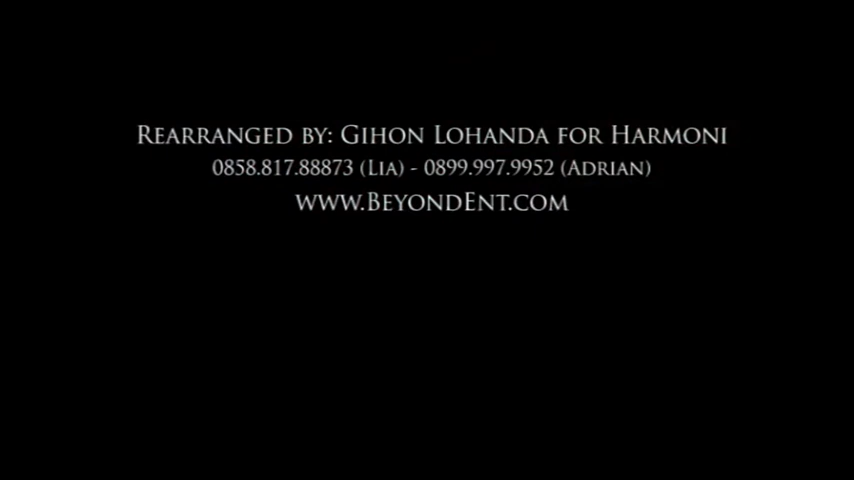 Rearranged by: Gihon Lohanda for Harmoni
0858.817.88873 (Lia) - 0899.997.9952 (Adrian)
www.BeyondEnt.com